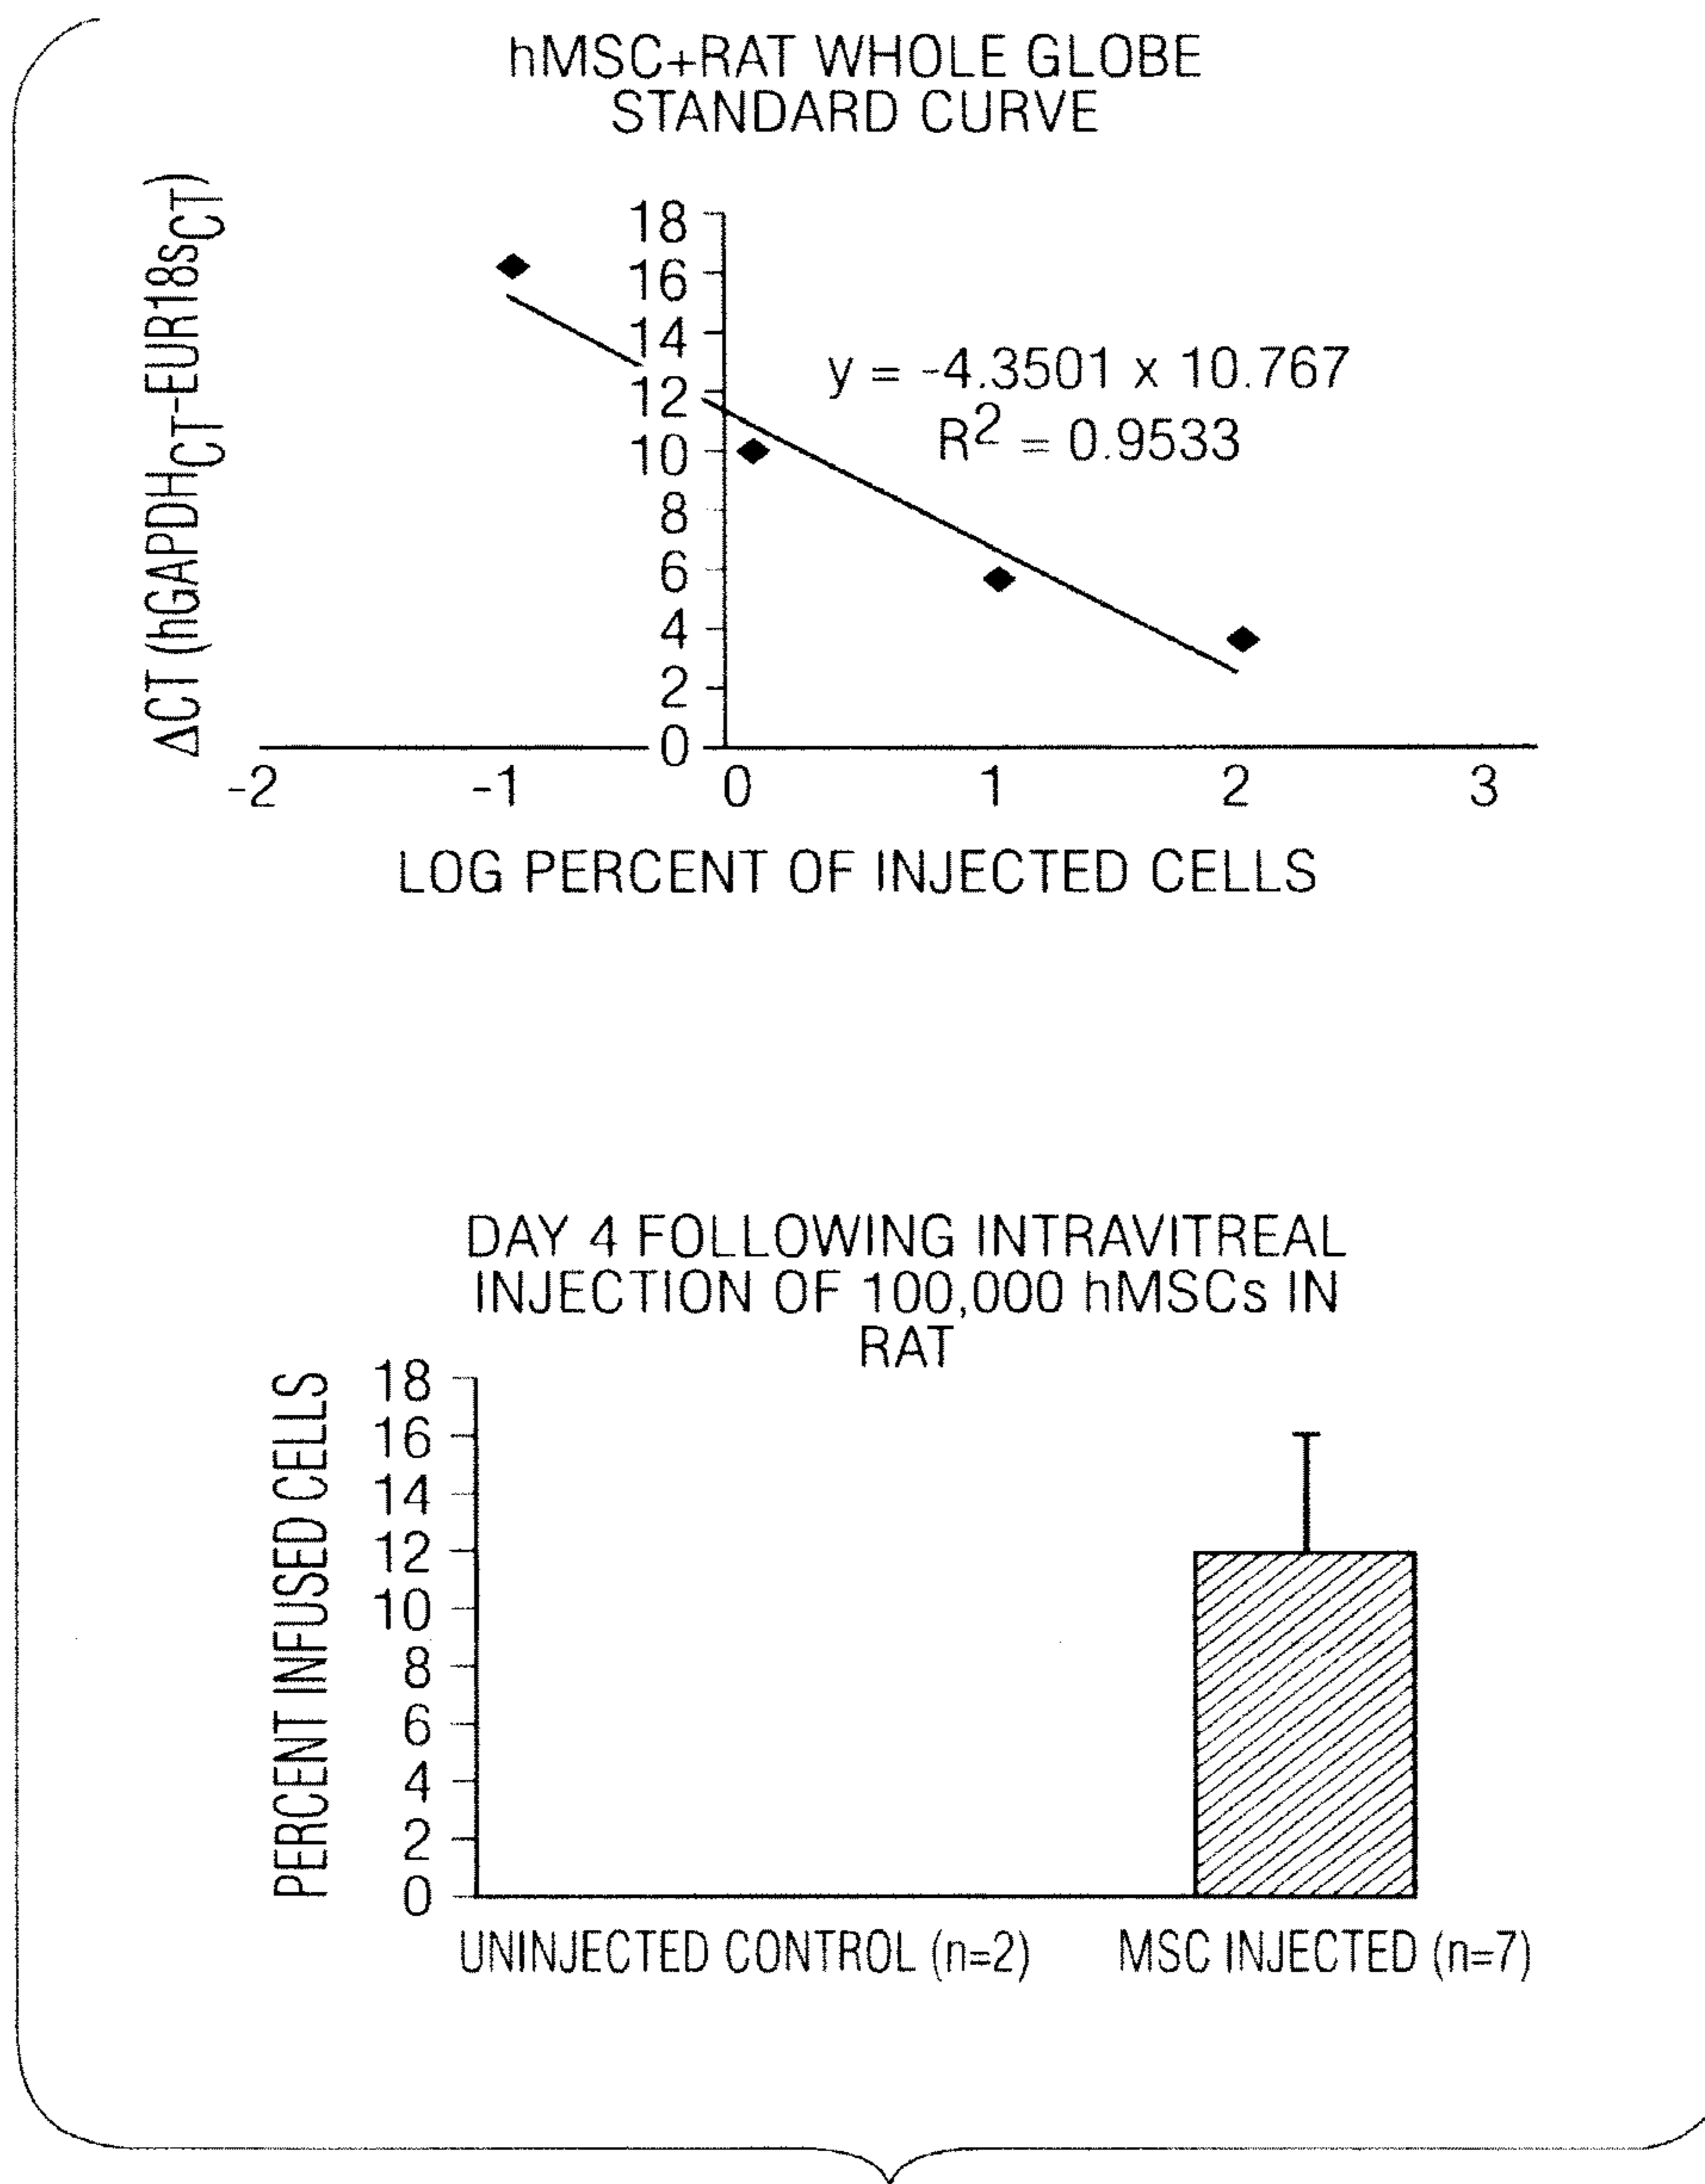 hMSC+RAT WHOLE GLOBE
STANDARD CURVE
ΔCT (hGAPDHCT-EUR18sCT)
18
16
14
12
10
8
6
4
2
0
y = -4.3501 x 10.767
R2 = 0.9533
-2 -1 0 1 2 3
LOG PERCENT OF INJECTED CELLS
DAY 4 FOLLOWING INTRAVITREAL
INJECTION OF 100,000 hMSCs IN
RAT
PERCENT INFUSED CELLS
18
16
14
12
10
8
6
4
2
0
UNINJECTED CONTROL (n=2) MSC INJECTED (n=7)